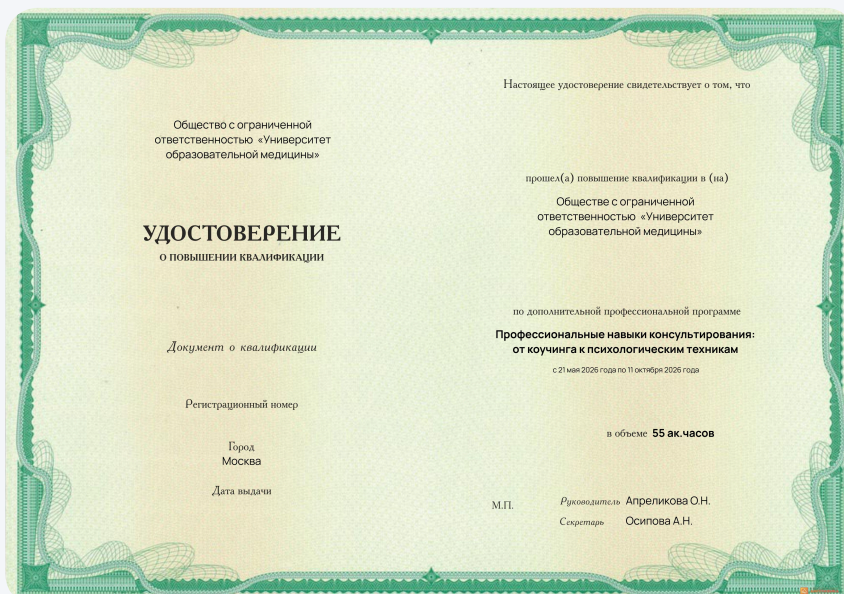 Общество с ограниченной
ответственностью «Университет
образовательной медицины»
УДОСТОВЕРЕНИЕ
О ПОВЫШЕНИИ КВАЛИФИКАЦИИ
Документ о квалификации
Регистрационный номер
Город
Москва
Дата выдачи
Настоящее удостоверение свидетельствует о том, что
прошел(а) повышение квалификации в (на)
Обществе с ограниченной
ответственностью «Университет
образовательной медицины»
по дополнительной профессиональной программе
Профессиональные навыки консультирования:
от коучинга к психологическим техникам
с 21 мая 2026 года по 11 октября 2026 года
в объеме 55 ак.часов
М.П.
Руководитель Апреликова О.Н.
Секретарь Осипова А.Н.